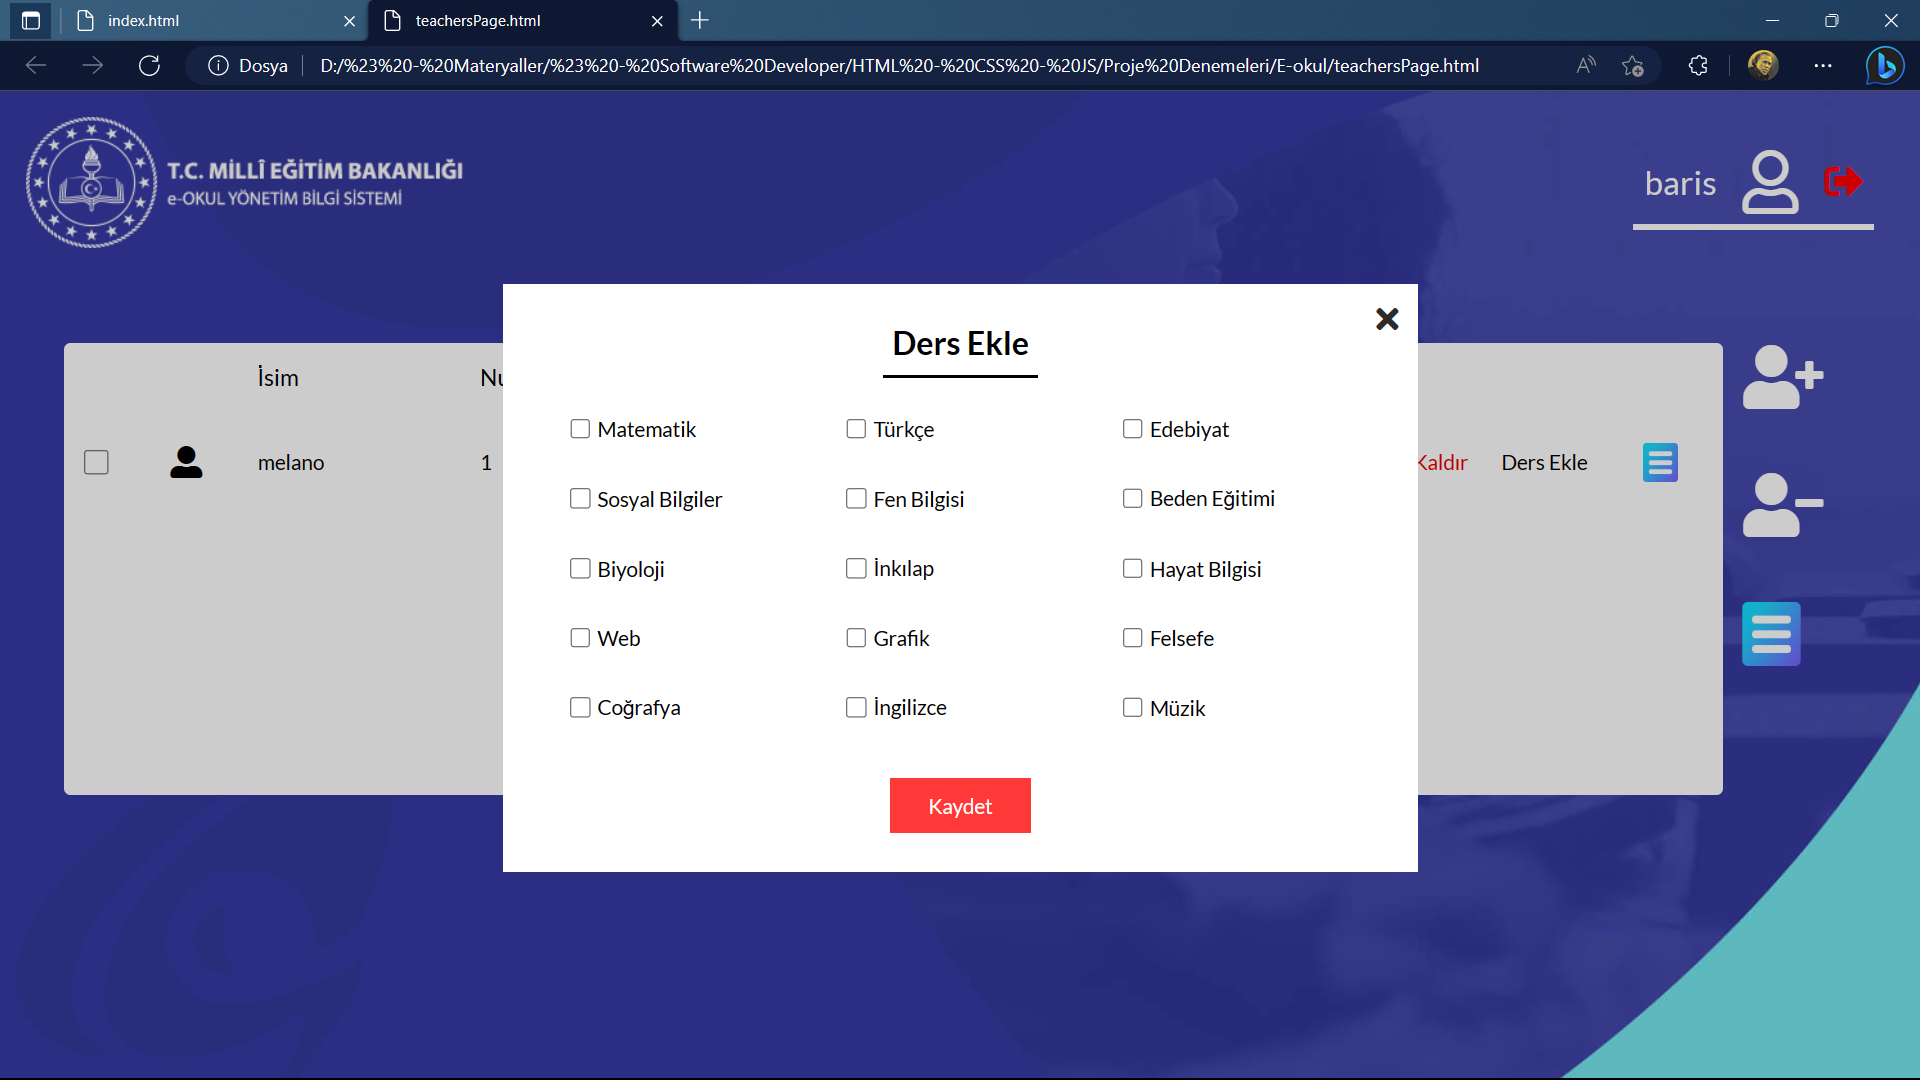 index.html
teachersPage.html
Dosya
D:/%23%20-%20Materyaller/%23%20-%20Software%20Developer/HTML%20-%20CSS%20-%20JS/Proje%20Denemeleri/E-okul/teachersPage.html
T.C. MİLLÎ EĞİTİM BAKANLIĞI
e-OKUL YÖNETİM BİLGİ SİSTEMİ
baris
Ders Ekle
İsim
Nu
Matematik
Türkçe
Edebiyat
melano
1
Kaldır
Ders Ekle
Sosyal Bilgiler
Fen Bilgisi
Beden Eğitimi
Biyoloji
İnkılap
Hayat Bilgisi
Web
Grafik
Felsefe
Coğrafya
İngilizce
Müzik
Kaydet